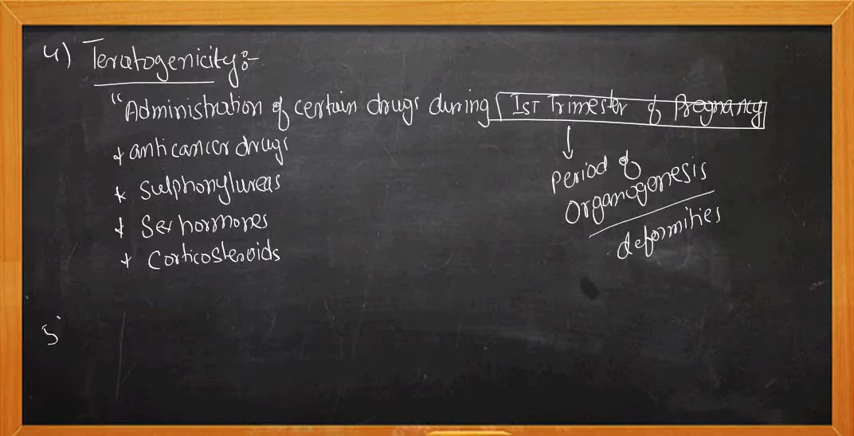 4) Teratogenicity:-
"Administration of certain drugs during 1st Trimester of Pregnancy
* anticancer drugs
* Sulphonylureas
* Sex hormones
* Corticosteroids
Period of
Organogenesis
deformities
5